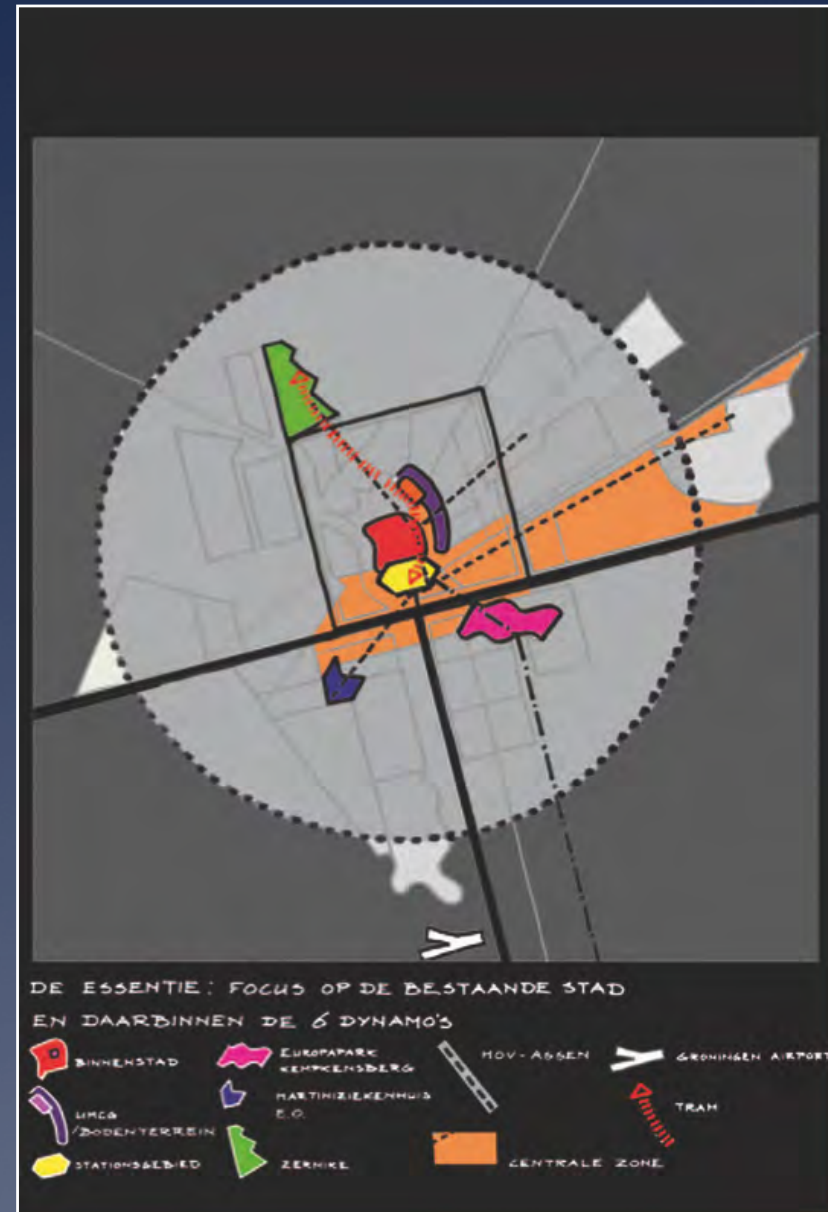 DE ESSENTIE: FOCUS OP DE BESTAANDE STAD
EN DAARBINNEN DE 6 DYNAMO'S
BINNENSTAD
UMCG
/BODENTERREIN
STATIONSGEBIED
EUROPAPARK
KEMPKENSBERG
MARTINIZIEKENHUIS
E.O.
ZERNIKE
HOV-ASSEN
CENTRALE ZONE
GRONINGEN AIRPORT
TRAM